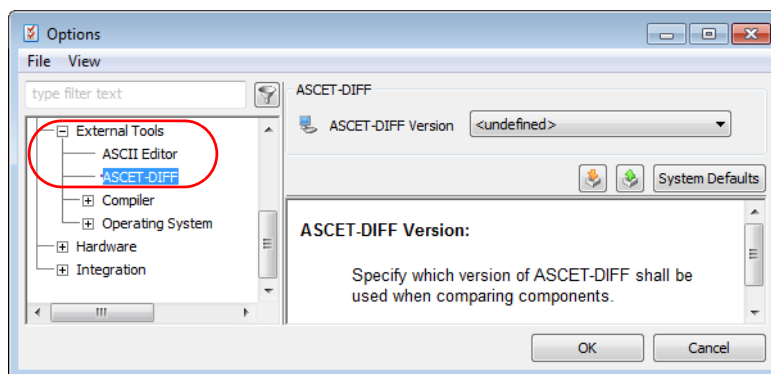 Options
File View
type filter text
External Tools
ASCII Editor
ASCET-DIFF
Compiler
Operating System
Hardware
Integration
ASCET-DIFF
ASCET-DIFF Version <undefined>
System Defaults
ASCET-DIFF Version:
Specify which version of ASCET-DIFF shall be
used when comparing components.
OK Cancel